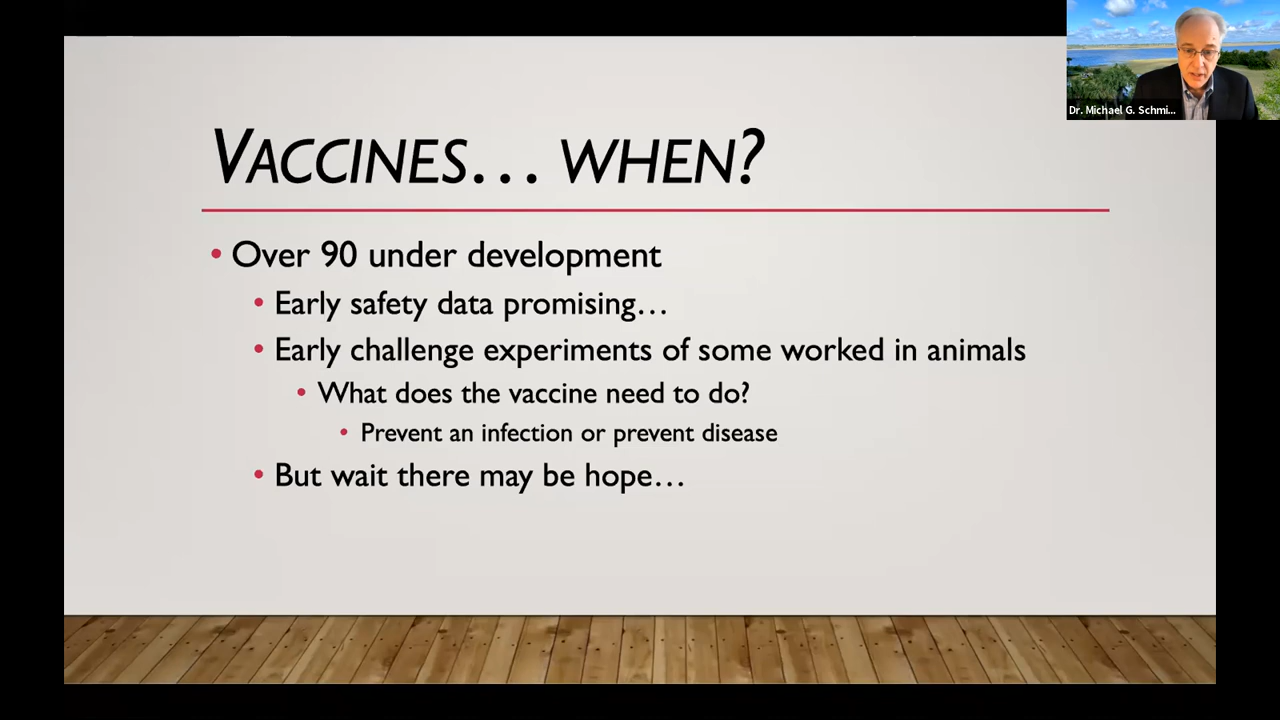 VACCINES... WHEN?
• Over 90 under development
• Early safety data promising...
• Early challenge experiments of some worked in animals
• What does the vaccine need to do?
• Prevent an infection or prevent disease
• But wait there may be hope...
Dr. Michael G. Schmi...